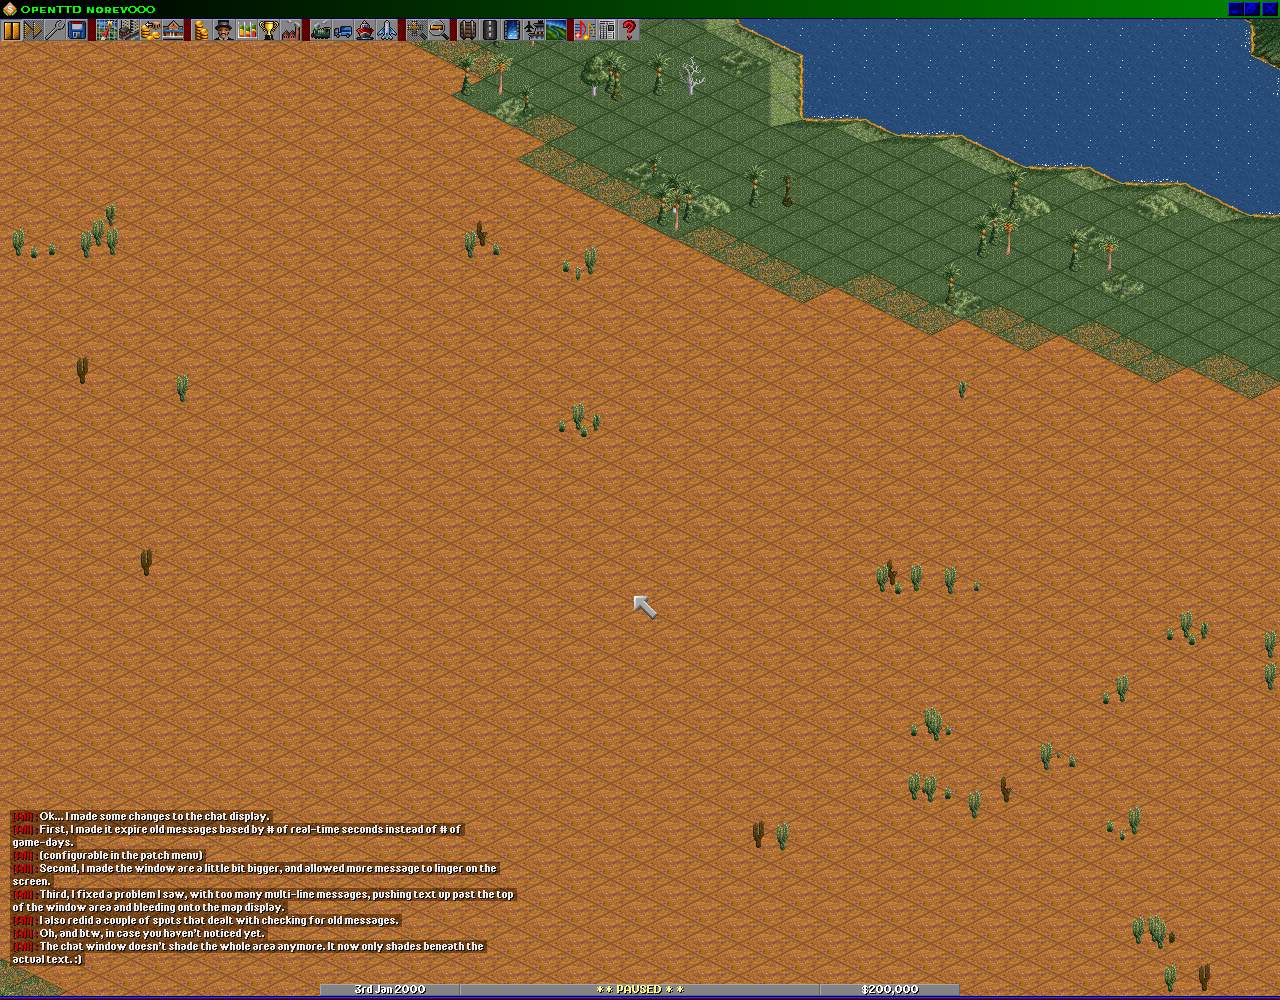 OpenTTD norev000
[All]: Ok... I made some changes to the chat display.
[All]: First, I made it expire old messages based by # of real-time seconds instead of # of
game-days.
[All]: (configurable in the patch menu)
[All]: Second, I made the window are a little bit bigger, and allowed more message to linger on the
screen.
[All]: Third, I fixed a problem I saw, with too many multi-line messages, pushing text up past the top
of the window area and bleeding onto the map display.
[All]: I also redid a couple of spots that dealt with checking for old messages.
[All]: Oh, and btw, in case you haven't noticed yet.
[All]: The chat window doesn't shade the whole area anymore. It now only shades beneath the
actual text. :)
3rd Jan 2000 * * PAUSED * * $200,000